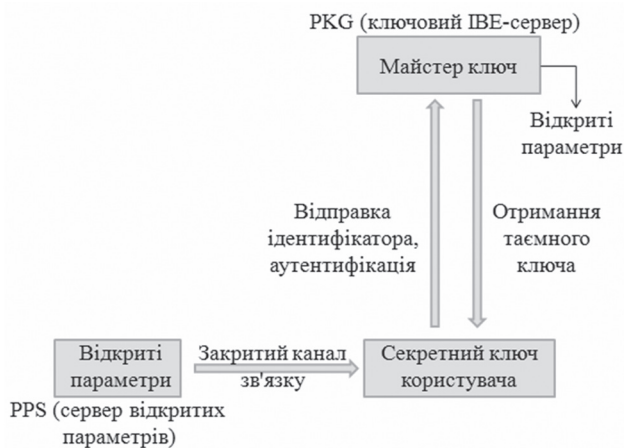 PKG (ключовий IBE-сервер)
Майстер ключ
Відкриті
параметри
Відправка
ідентифікатора,
аутентифікація
Отримання
таємного
ключа
Відкриті
параметри
Закритий канал
зв'язку
Секретний ключ
користувача
PPS (сервер відкритих
параметрів)